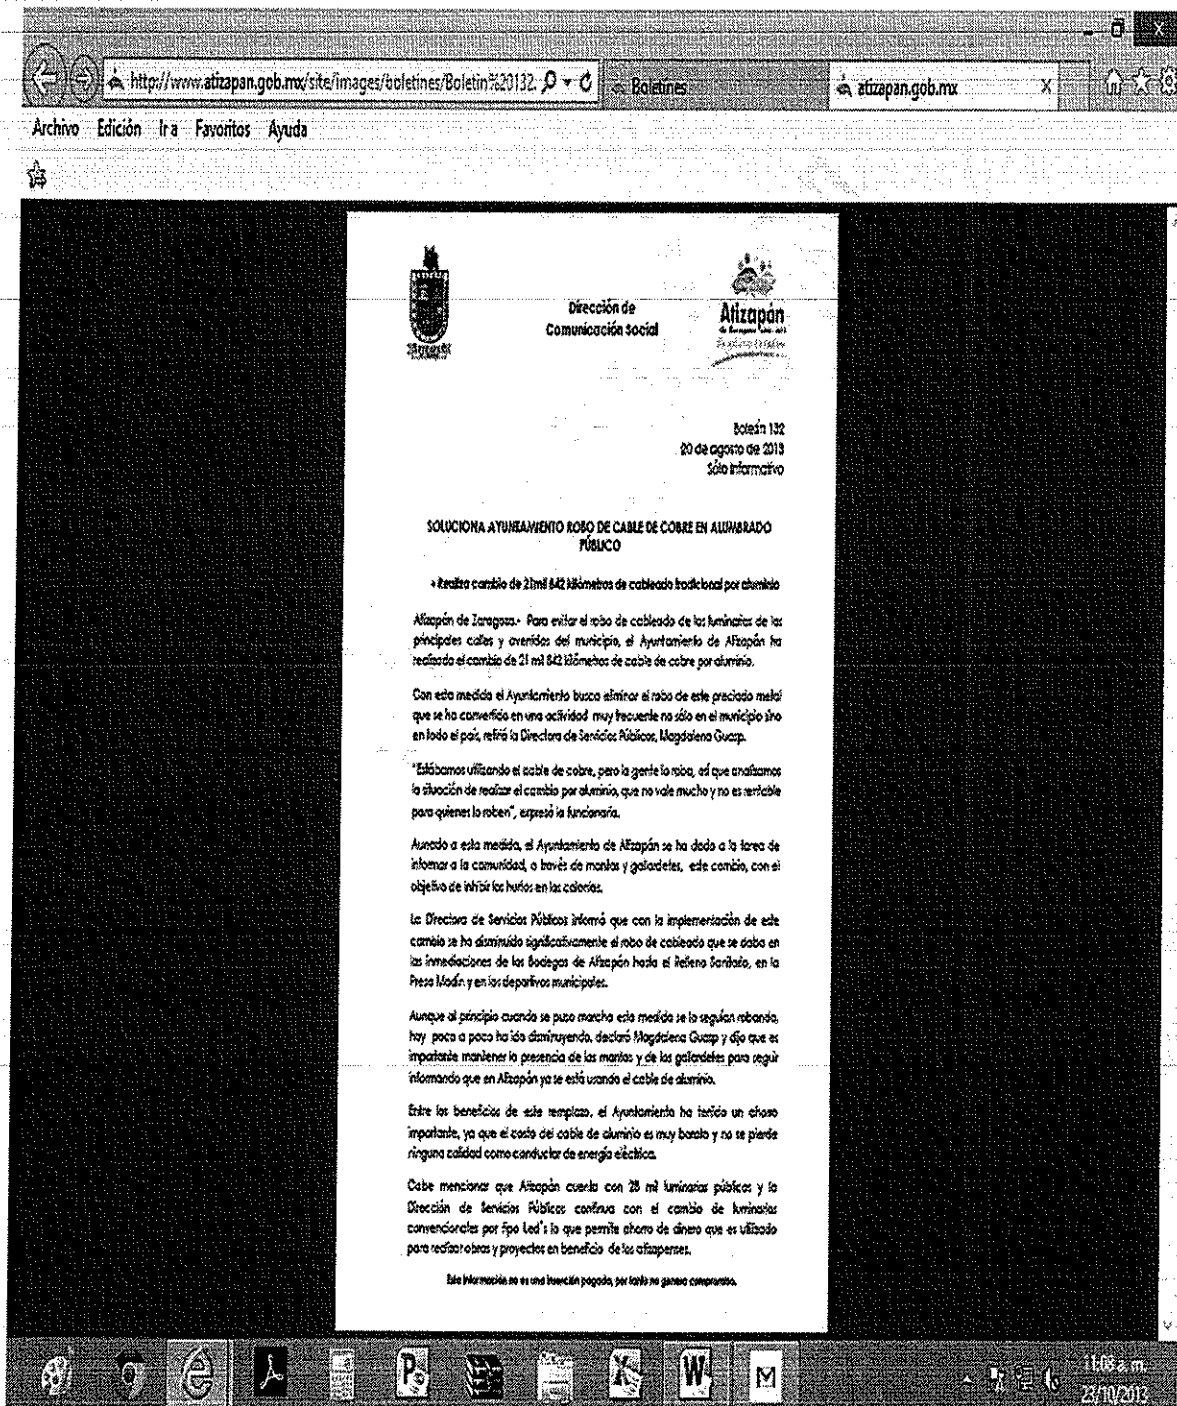 http://www.atizapan.gob.mx/site/images/boletines/Boletin%20132.
Boletines
atizapan.gob.mx
X
Archivo Edición Ir a Favoritos Ayuda
Dirección de
Comunicación Social
Atizapán
Boletín 132
20 de agosto de 2013
Sólo informativo
SOLUCIONA AYUNTAMIENTO ROBO DE CABLE DE COBRE EN ALUMBRADO
PÚBLICO
• Realiza cambio de 21mil 842 kilómetros de cableado tradicional por aluminio
Atizapán de Zaragoza.- Para evitar el robo de cableado de las luminarias de las
principales calles y avenidas del municipio, el Ayuntamiento de Atizapán ha
realizado el cambio de 21 mil 842 kilómetros de cable de cobre por aluminio.
Con esta medida el Ayuntamiento busca eliminar el robo de este preciado metal
que se ha convertido en una actividad muy frecuente no sólo en el municipio sino
en todo el país, refirió la Directora de Servicios Públicos, Magdalena Guasp.
"Estábamos utilizando el cable de cobre, pero la gente lo roba, así que analizamos
la situación de realizar el cambio por aluminio, que no vale mucho y no es rentable
para quienes lo roben", expresó la funcionaria.
Aunado a esta medida, el Ayuntamiento de Atizapán se ha dado a la tarea de
informar a la comunidad, a través de mantas y gallardetes, este cambio, con el
objetivo de inhibir los hurtos en las colonias.
La Directora de Servicios Públicos informó que con la implementación de este
cambio se ha disminuido significativamente el robo de cableado que se daba en
las inmediaciones de las Bodegas de Atizapán hasta el Relleno Sanitario, en la
Presa Madín y en los deportivos municipales.
Aunque al principio cuando se puso marcha esta medida se lo seguían robando,
hoy poco a poco ha ido disminuyendo, declaró Magdalena Guasp y dijo que es
importante mantener la presencia de las mantas y de los gallardetes para seguir
informando que en Atizapán ya se está usando el cable de aluminio.
Entre los beneficios de este remplazo, el Ayuntamiento ha tenido un ahorro
importante, ya que el costo del cable de aluminio es muy barato y no se pierde
ninguna calidad como conductor de energía eléctrica.
Cabe mencionar que Atizapán cuenta con 28 mil luminarias públicas y la
Dirección de Servicios Públicos continua con el cambio de luminarias
convencionales por tipo Led's lo que permite ahorro de dinero que es utilizado
para realizar obras y proyectos en beneficio de los atizapenses.
Esta información no es una inserción pagada, por tanto no genera compromiso.
11:03 a.m.
23/10/2013